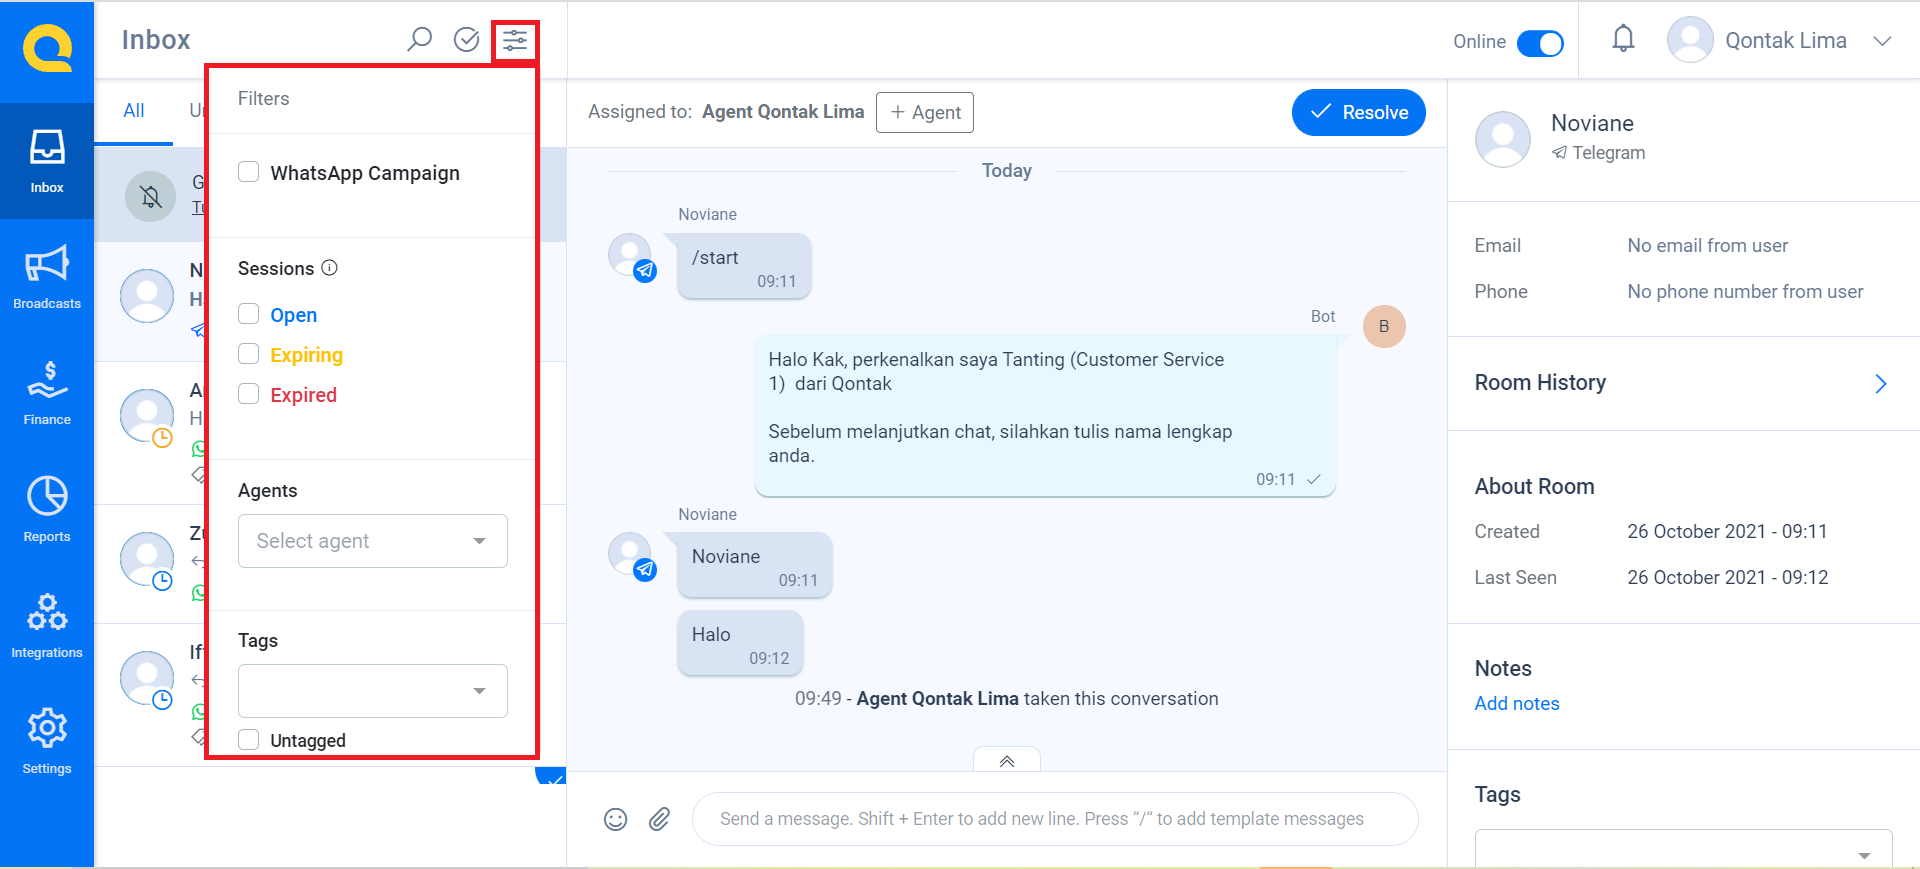 Inbox
Online
Qontak Lima
Inbox
Broadcasts
Finance
Reports
Integrations
Settings
All
Filters
WhatsApp Campaign
Sessions
Open
Expiring
Expired
Agents
Select agent
Tags
Untagged
Assigned to: Agent Qontak Lima
+ Agent
Resolve
Today
Noviane
/start
09:11
Bot
B
Halo Kak, perkenalkan saya Tanting (Customer Service
1)  dari Qontak
Sebelum melanjutkan chat, silahkan tulis nama lengkap
anda.
09:11
Noviane
Noviane
09:11
Halo
09:12
09:49 - Agent Qontak Lima taken this conversation
Send a message. Shift + Enter to add new line. Press “/“ to add template messages
Noviane
Telegram
Email No email from user
Phone No phone number from user
Room History
About Room
Created 26 October 2021 - 09:11
Last Seen 26 October 2021 - 09:12
Notes
Add notes
Tags